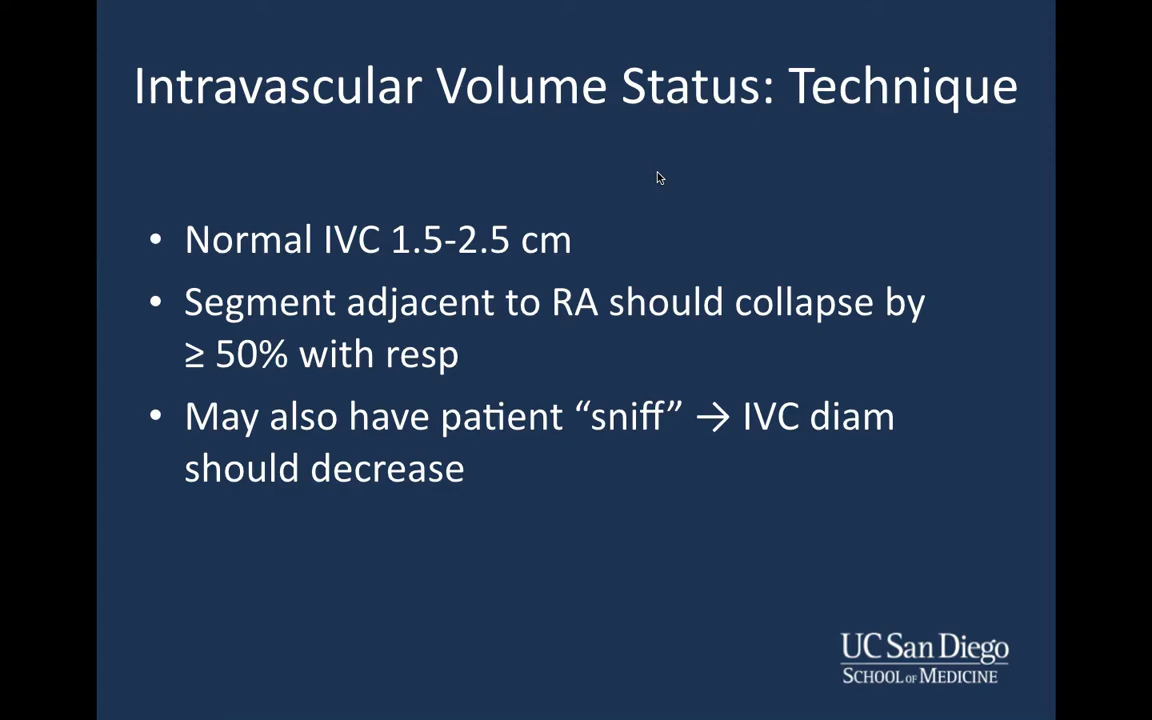 Intravascular Volume Status: Technique
• Normal IVC 1.5-2.5 cm
• Segment adjacent to RA should collapse by
≥ 50% with resp
• May also have patient “sniff” → IVC diam
should decrease
UC San Diego
SCHOOL OF MEDICINE